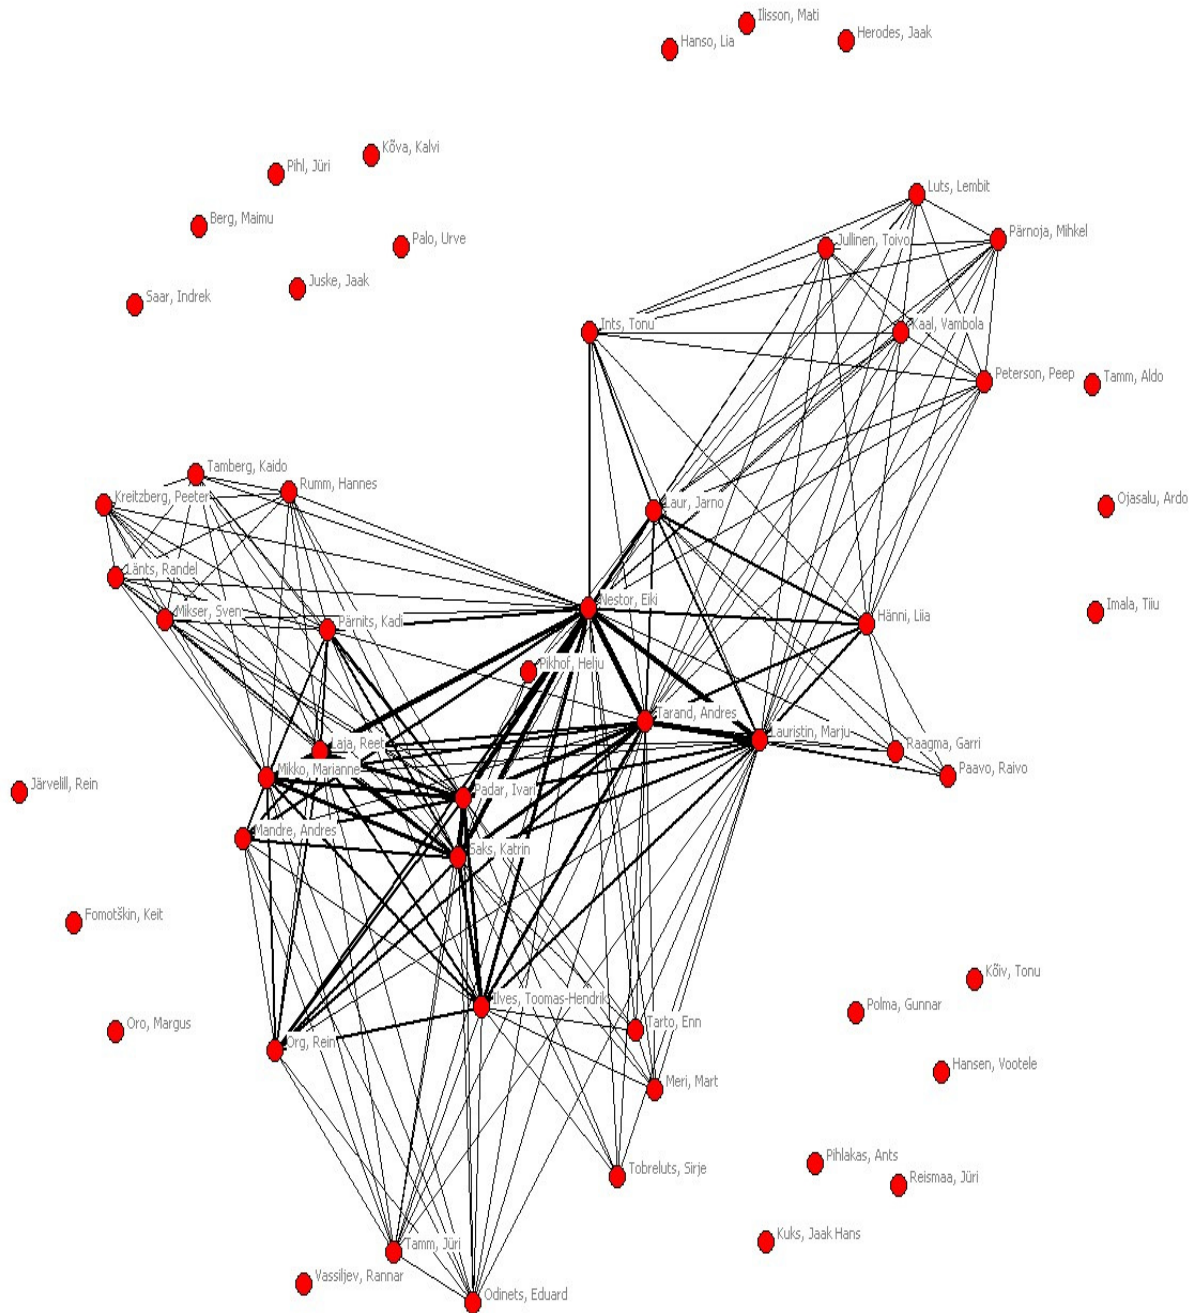 Ilisson, Mati
Hanso, Lia
Herodes, Jaak
Kõva, Kalvi
Pihl, Jüri
Luts, Lembit
Berg, Maimu
Pärnoja, Mihkel
Palo, Urve
Jullinen, Toivo
Juske, Jaak
Saar, Indrek
Ints, Tonu
Kaal, Vambola
Peterson, Peep
Tamm, Aldo
Tamberg, Kaido
Rumm, Hannes
Kreitzberg, Peeter
Laur, Jarno
Ojasalu, Ardo
Länts, Randel
Nestor, Eiki
Imala, Tiiu
Mikser, Sven
Hänni, Liia
Pärnits, Kadi
Pikhof, Helju
Tarand, Andres
Lauristin, Marju
Laja, Reet
Raagma, Garri
Mikko, Marianne
Paavo, Raivo
Järvelill, Rein
Padar, Ivari
Mandre, Andres
Saks, Katrin
Fomotškin, Keit
Kõiv, Tonu
Ilves, Toomas-Hendrik
Polma, Gunnar
Tarto, Enn
Oro, Margus
Org, Rein
Hansen, Vootele
Meri, Mart
Pihlakas, Ants
Tobreluts, Sirje
Reismaa, Jüri
Kuks, Jaak Hans
Tamm, Jüri
Vassiljev, Rannar
Odinets, Eduard